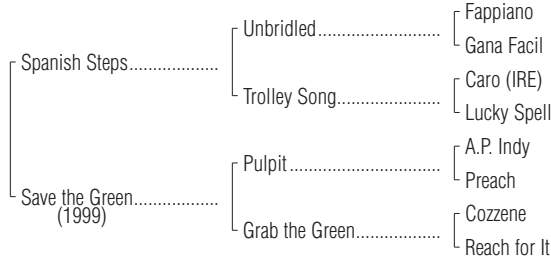 Fappiano
Unbridled
Gana Facil
Spanish Steps
Caro (IRE)
Trolley Song
Lucky Spell
A.P. Indy
Pulpit
Preach
Save the Green
(1999)
Cozzene
Grab the Green
Reach for It